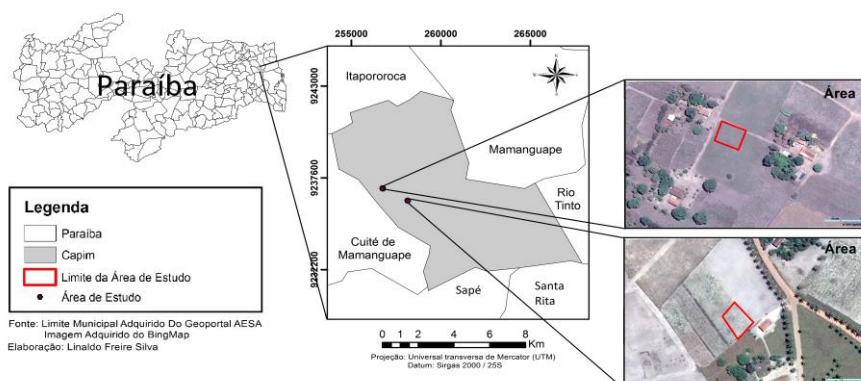 Paraíba
Legenda
Paraíba
Capim
Limite da Área de Estudo
Área de Estudo
Fonte: Limite Municipal Adquirido Do Geoportal AESA
Imagem Adquirido do BingMap
Elaboração: Linaldo Freire Silva
255000 260000 265000
9243000
9237600
9232200
Itapororoca
Mamanguape
Rio
Tinto
Cuité de
Mamanguape
Sapé
Santa
Rita
0 1 2 4 6 8
Km
Projeção: Universal transversa de Mercator (UTM)
Datum: Sirgas 2000 / 25S
Área
Área